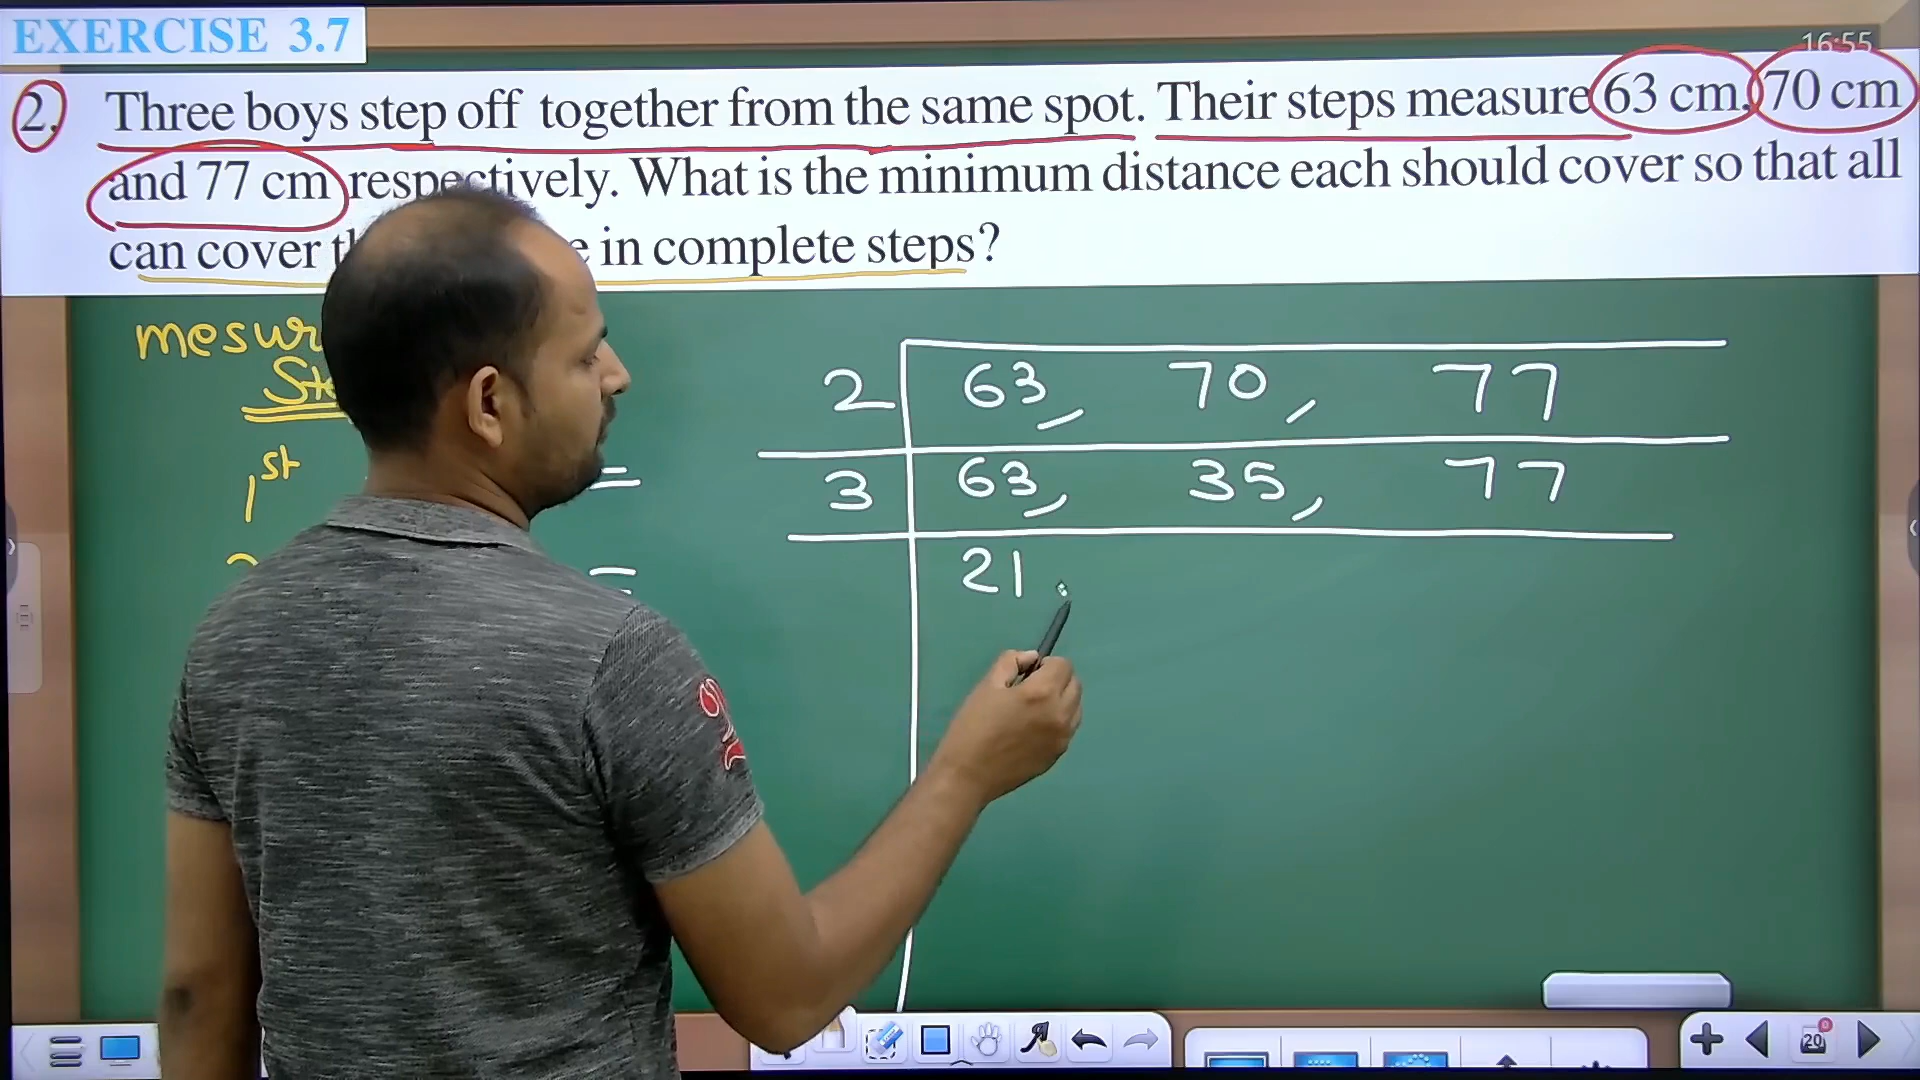 EXERCISE 3.7
16:55
2. Three boys step off together from the same spot. Their steps measure 63 cm, 70 cm
and 77 cm respectively. What is the minimum distance each should cover so that all
can cover in complete steps?
2 63, 70, 77
3 63, 35, 77
1st =
21
20